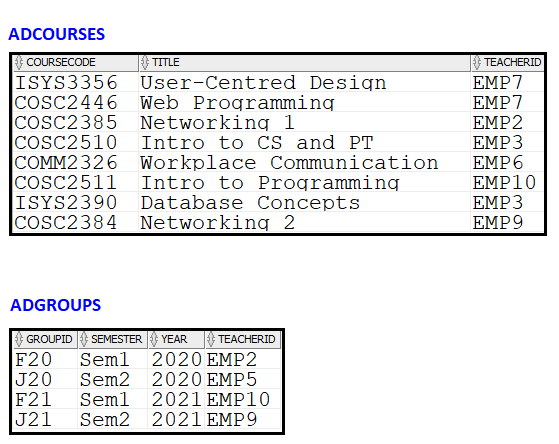 ADCOURSES
COURSECODE TITLE TEACHERID
ISYS3356 User-Centred Design EMP7
COSC2446 Web Programming EMP7
COSC2385 Networking 1 EMP2
COSC2510 Intro to CS and PT EMP3
COMM2326 Workplace Communication EMP6
COSC2511 Intro to Programming EMP10
ISYS2390 Database Concepts EMP3
COSC2384 Networking 2 EMP9
ADGROUPS
GROUPID SEMESTER YEAR TEACHERID
F20 Sem1 2020 EMP2
J20 Sem2 2020 EMP5
F21 Sem1 2021 EMP10
J21 Sem2 2021 EMP9